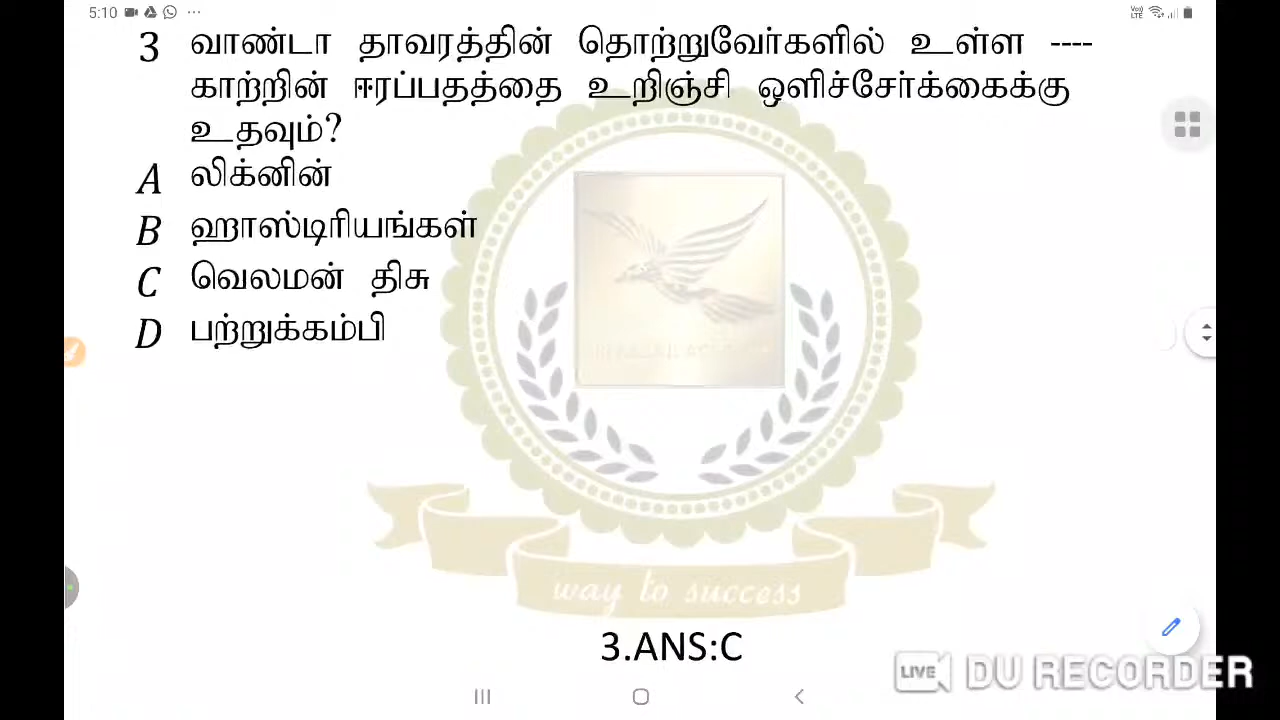 5:10
3 வாண்டா தாவரத்தின் தொற்றுவேர்களில் உள்ள ----
காற்றின் ஈரப்பதத்தை உறிஞ்சி ஒளிச்சேர்க்கைக்கு
உதவும்?
A லிக்னின்
B ஹாஸ்டிரியங்கள்
C வெலமன் திசு
D பற்றுக்கம்பி
way to success
3.ANS:C
LIVE DU RECORDER